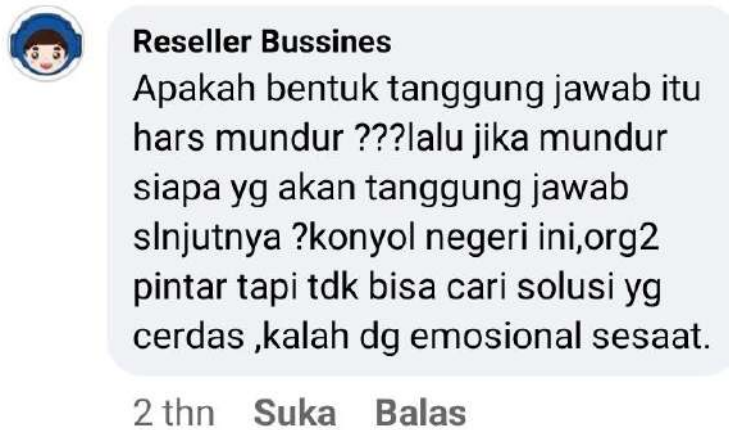 Reseller Bussines
Apakah bentuk tanggung jawab itu
hars mundur ???lalu jika mundur
siapa yg akan tanggung jawab
slnjutnya ?konyol negeri ini,org2
pintar tapi tdk bisa cari solusi yg
cerdas ,kalah dg emosional sesaat.
2 thn Suka Balas